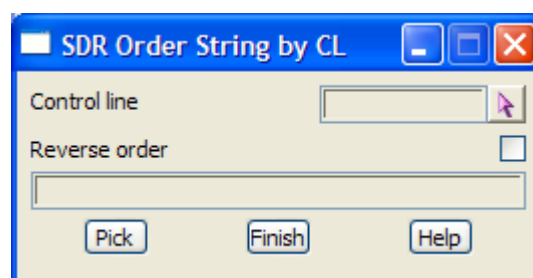 SDR Order String by CL
Control line
Reverse order
Pick Finish Help